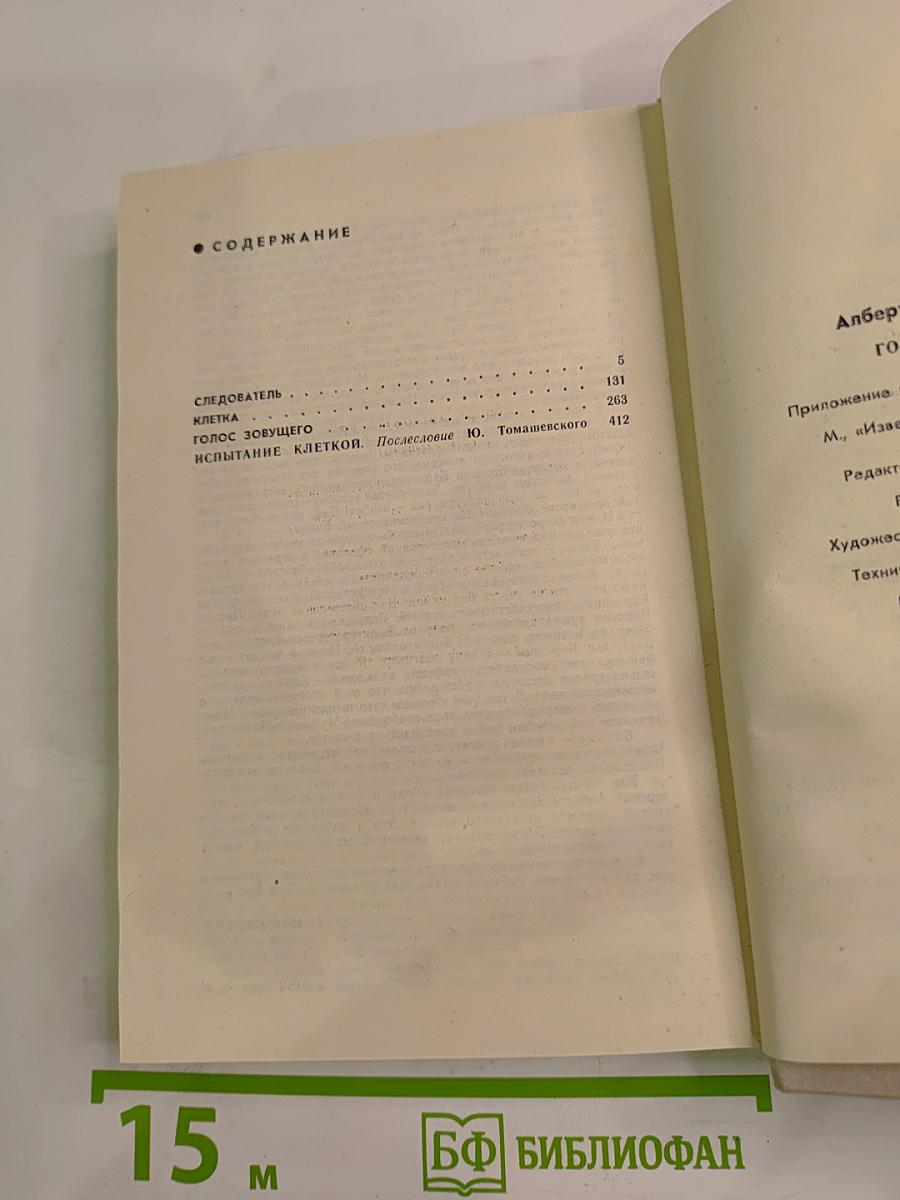 ● СОДЕРЖАНИЕ
СЛЕДОВАТЕЛЬ . . . . . . . . . . . . . . . . . . 5
КЛЕТКА . . . . . . . . . . . . . . . . . . . . 131
ГОЛОС ЗОВУЩЕГО . . . . . . . . . . . . . . . 263
ИСПЫТАНИЕ КЛЕТКОЙ. Послесловие Ю. Томашевского 412
Алберт
ГО
Приложение
М., «Изве
Редакт
Художес
Техни
15 м
БФ БИБЛИОФАН